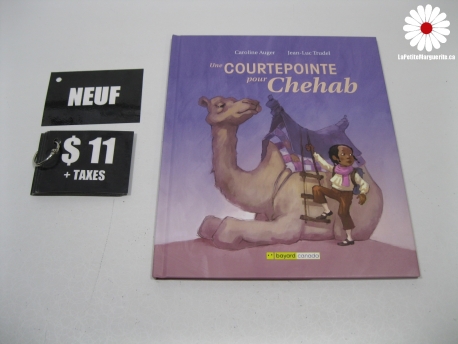 LaPetiteMarguerite.ca
Caroline Auger Jean-Luc Trudel
Une COURTEPOINTE
pour Chehab
NEUF
$ 11
+ TAXES
bayard canada